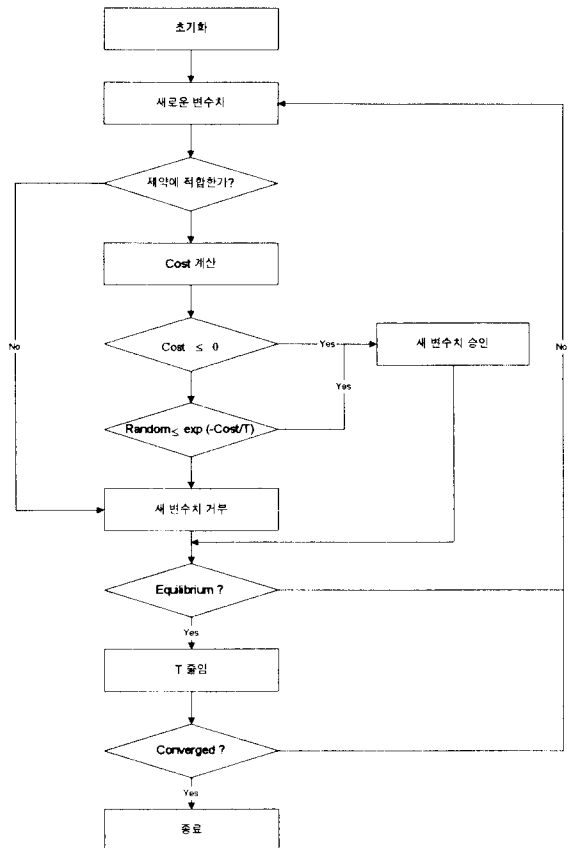 초기화
새로운 변수치
제약에 적합한가?
Cost 계산
Cost ≤ 0
Yes
새 변수치 승인
No
No
Yes
Random ≤ exp (-Cost/T)
새 변수치 거부
Equilibrium ?
Yes
T 줄임
Converged ?
Yes
종료